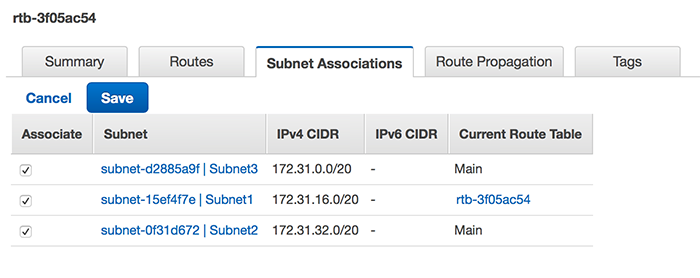 rtb-3f05ac54
Summary Routes Subnet Associations Route Propagation Tags
Cancel Save
Associate Subnet IPv4 CIDR IPv6 CIDR Current Route Table
subnet-d2885a9f | Subnet3 172.31.0.0/20 - Main
subnet-15ef4f7e | Subnet1 172.31.16.0/20 - rtb-3f05ac54
subnet-0f31d672 | Subnet2 172.31.32.0/20 - Main